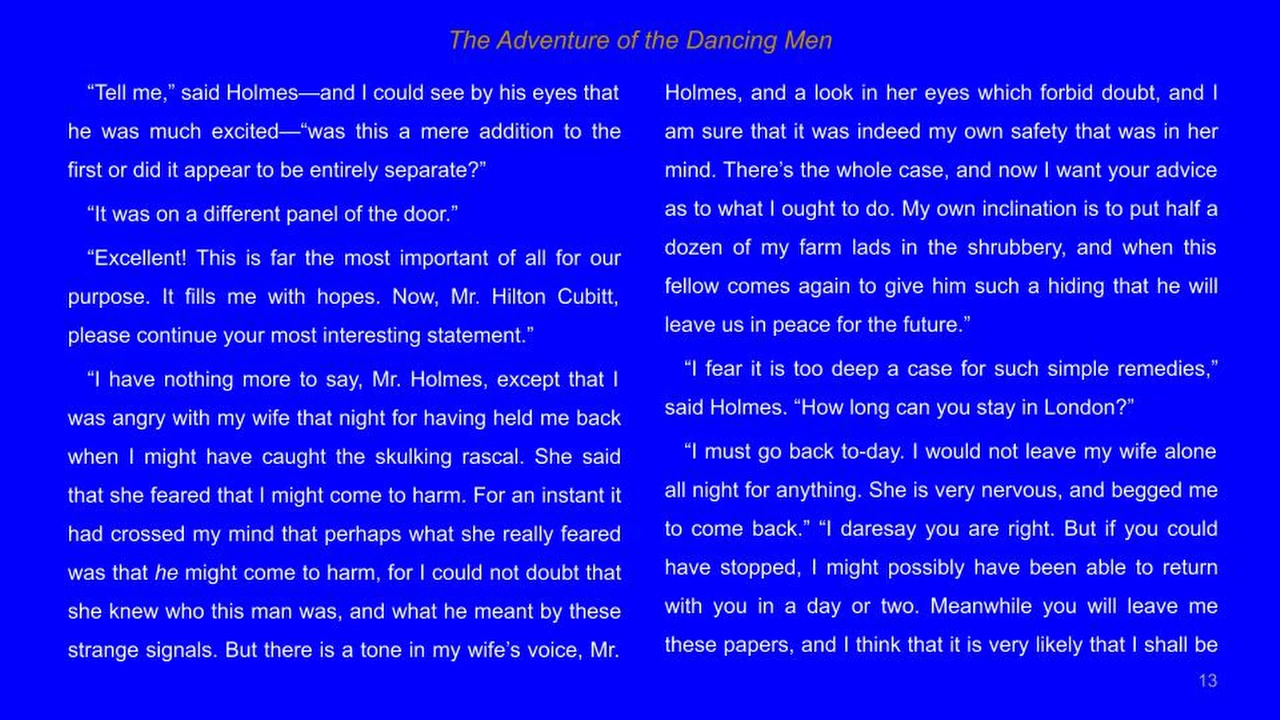 The Adventure of the Dancing Men
“Tell me,” said Holmes—and I could see by his eyes that
he was much excited—“was this a mere addition to the
first or did it appear to be entirely separate?”
“It was on a different panel of the door.”
“Excellent! This is far the most important of all for our
purpose. It fills me with hopes. Now, Mr. Hilton Cubitt,
please continue your most interesting statement.”
“I have nothing more to say, Mr. Holmes, except that I
was angry with my wife that night for having held me back
when I might have caught the skulking rascal. She said
that she feared that I might come to harm. For an instant it
had crossed my mind that perhaps what she really feared
was that he might come to harm, for I could not doubt that
she knew who this man was, and what he meant by these
strange signals. But there is a tone in my wife’s voice, Mr.
Holmes, and a look in her eyes which forbid doubt, and I
am sure that it was indeed my own safety that was in her
mind. There’s the whole case, and now I want your advice
as to what I ought to do. My own inclination is to put half a
dozen of my farm lads in the shrubbery, and when this
fellow comes again to give him such a hiding that he will
leave us in peace for the future.”
“I fear it is too deep a case for such simple remedies,”
said Holmes. “How long can you stay in London?”
“I must go back to-day. I would not leave my wife alone
all night for anything. She is very nervous, and begged me
to come back.” “I daresay you are right. But if you could
have stopped, I might possibly have been able to return
with you in a day or two. Meanwhile you will leave me
these papers, and I think that it is very likely that I shall be
13